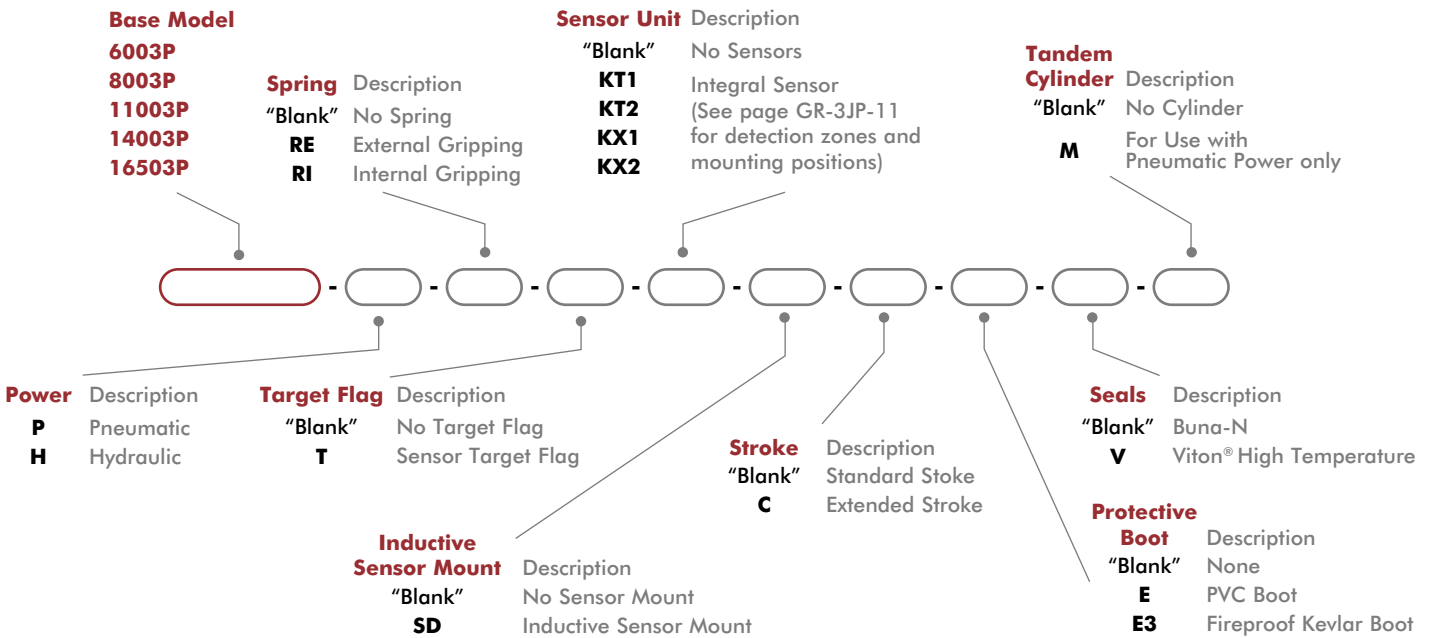 Base Model
6003P
8003P
11003P
14003P
16503P
Spring Description
“Blank” No Spring
RE External Gripping
RI Internal Gripping
Sensor Unit Description
“Blank” No Sensors
KT1 Integral Sensor
KT2 (See page GR-3JP-11
KX1 for detection zones and
KX2 mounting positions)
Tandem
Cylinder Description
“Blank” No Cylinder
M For Use with
Pneumatic Power only
- - - - - - - - -
Power Description
P Pneumatic
H Hydraulic
Target Flag Description
“Blank” No Target Flag
T Sensor Target Flag
Inductive
Sensor Mount Description
“Blank” No Sensor Mount
SD Inductive Sensor Mount
Stroke Description
“Blank” Standard Stoke
C Extended Stroke
Seals Description
“Blank” Buna-N
V Viton® High Temperature
Protective
Boot Description
“Blank” None
E PVC Boot
E3 Fireproof Kevlar Boot